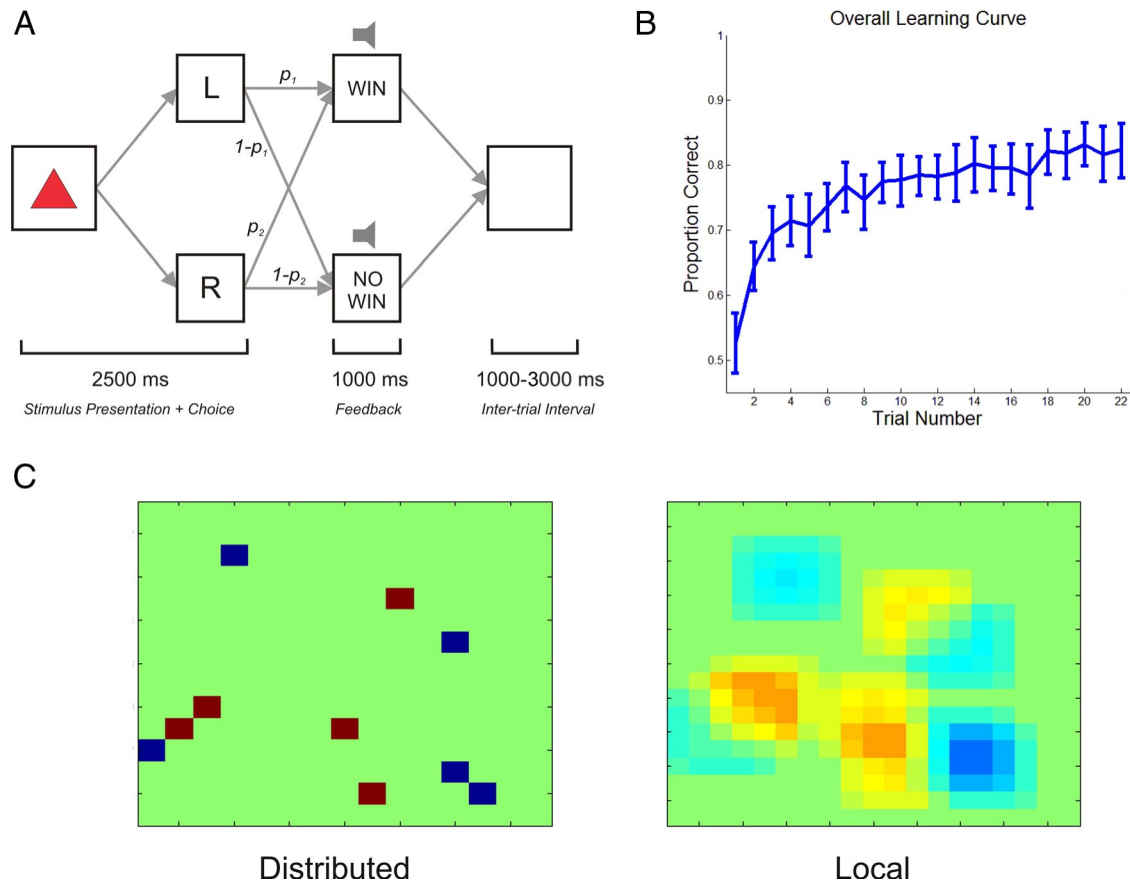 A
L
R
p1
1-p1
p2
1-p2
WIN
NO
WIN
2500 ms
1000 ms
1000-3000 ms
Stimulus Presentation + Choice
Feedback
Inter-trial Interval
B
Overall Learning Curve
Proportion Correct
1
0.9
0.8
0.7
0.6
0.5
2 4 6 8 10 12 14 16 18 20 22
Trial Number
C
Distributed
Local